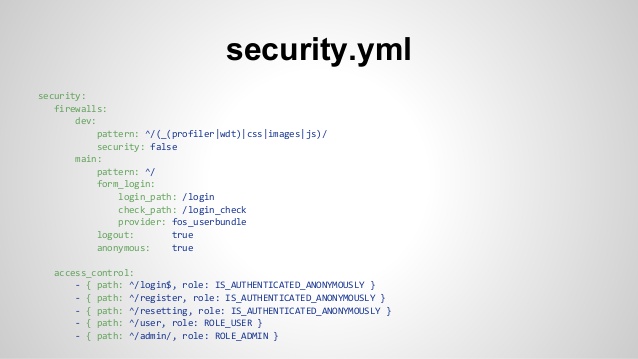 security.yml
security:
firewalls:
dev:
pattern: ^/(_(profiler|wdt)|css|images|js)/
security: false
main:
pattern: ^/
form_login:
login_path: /login
check_path: /login_check
provider: fos_userbundle
logout: true
anonymous: true
access_control:
- { path: ^/login$, role: IS_AUTHENTICATED_ANONYMOUSLY }
- { path: ^/register, role: IS_AUTHENTICATED_ANONYMOUSLY }
- { path: ^/resetting, role: IS_AUTHENTICATED_ANONYMOUSLY }
- { path: ^/user, role: ROLE_USER }
- { path: ^/admin/, role: ROLE_ADMIN }